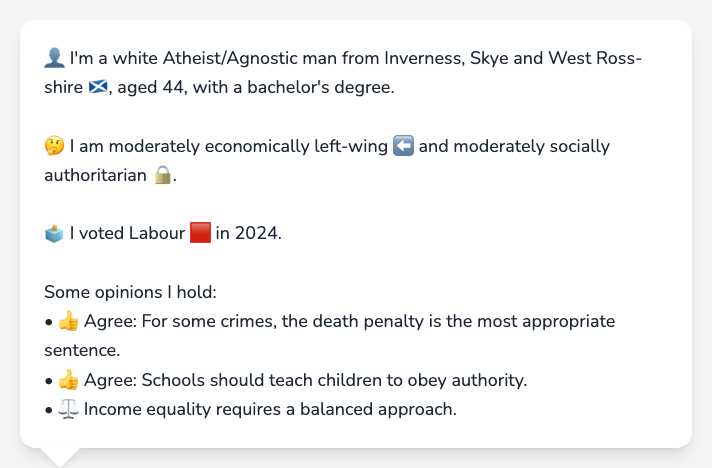 👤 I'm a white Atheist/Agnostic man from Inverness, Skye and West Ross-
shire 🏴󠁧󠁢󠁳󠁣󠁴󠁿, aged 44, with a bachelor's degree.
🤔 I am moderately economically left-wing ⬅️ and moderately socially
authoritarian 🔒.
🗳️ I voted Labour 🟥 in 2024.
Some opinions I hold:
• 👍 Agree: For some crimes, the death penalty is the most appropriate
sentence.
• 👍 Agree: Schools should teach children to obey authority.
• ⚖️ Income equality requires a balanced approach.